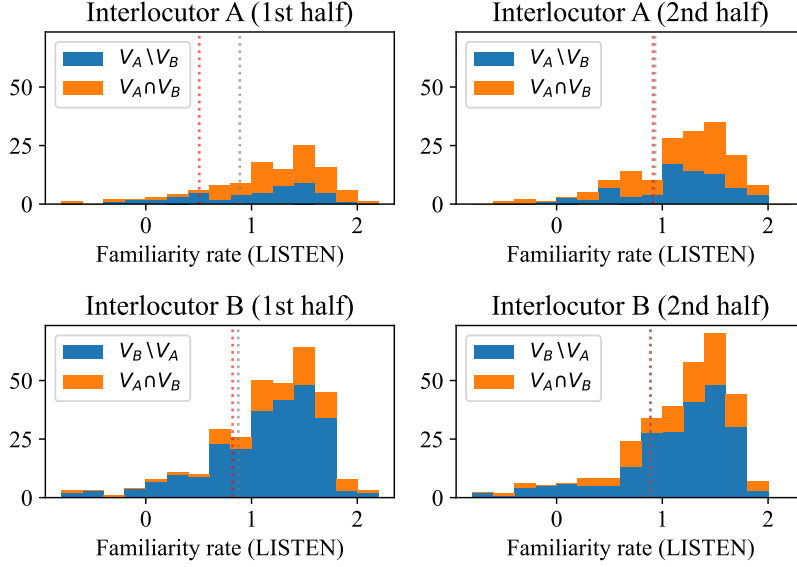 Interlocutor A (1st half)
V_A \ V_B
V_A ∩ V_B
50
25
0
0 1 2
Familiarity rate (LISTEN)
Interlocutor A (2nd half)
V_A \ V_B
V_A ∩ V_B
50
25
0
0 1 2
Familiarity rate (LISTEN)
Interlocutor B (1st half)
V_B \ V_A
V_A ∩ V_B
50
25
0
0 1 2
Familiarity rate (LISTEN)
Interlocutor B (2nd half)
V_B \ V_A
V_A ∩ V_B
50
25
0
0 1 2
Familiarity rate (LISTEN)